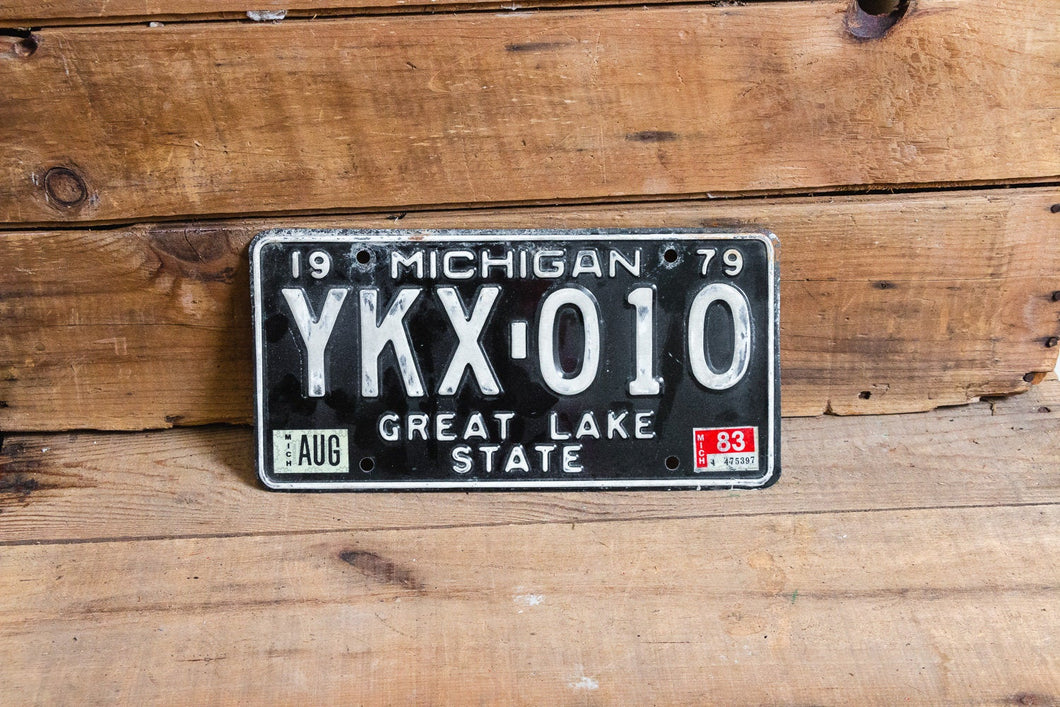 19 MICHIGAN 79
YKX-010
GREAT LAKE
STATE
MICH AUG
MICH 83
475397